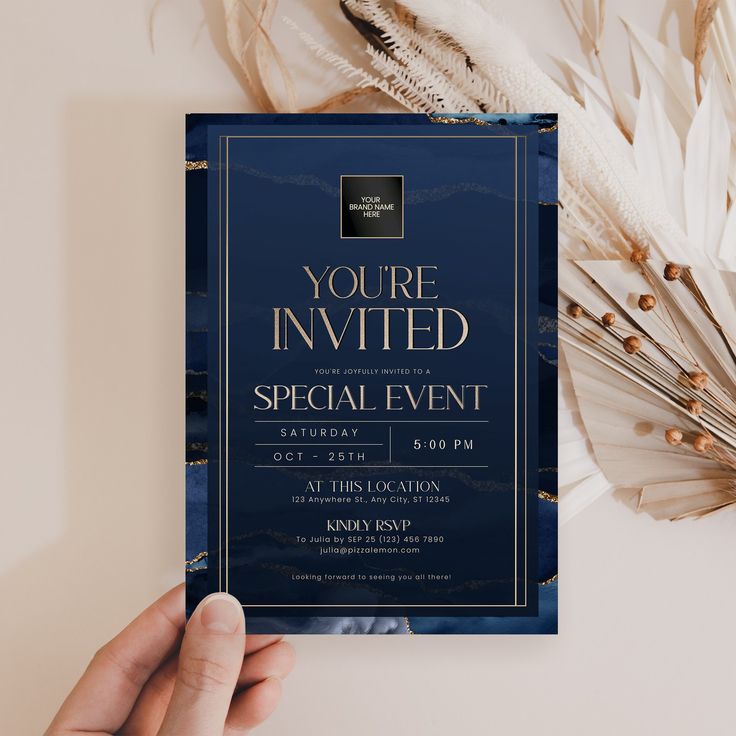 YOUR
BRAND NAME
HERE
YOU'RE
INVITED
YOU'RE JOYFULLY INVITED TO A
SPECIAL EVENT
SATURDAY
OCT - 25TH
5:00 PM
AT THIS LOCATION
123 Anywhere St., Any City, ST 12345
KINDLY RSVP
To Julia by SEP 25 (123) 456 7890
julia@pizzalemon.com
Looking forward to seeing you all there!